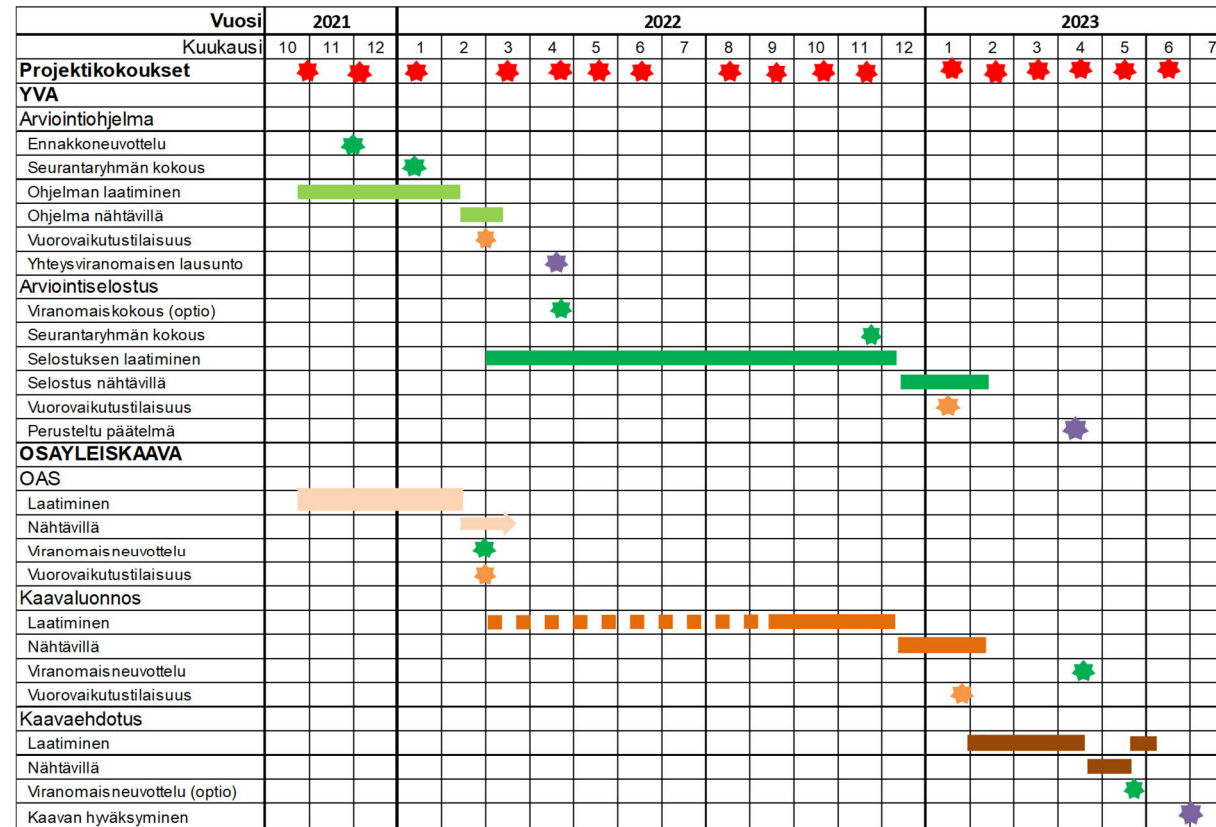 Vuosi 2021 2022 2023
Kuukausi 10 11 12 1 2 3 4 5 6 7 8 9 10 11 12 1 2 3 4 5 6 7
Projektikokoukset
YVA
Arviointiohjelma
Ennakkoneuvottelu
Seurantaryhmän kokous
Ohjelman laatiminen
Ohjelma nähtävillä
Vuorovaikutustilaisuus
Yhteysviranomaisen lausunto
Arviointiselostus
Viranomaiskokous (optio)
Seurantaryhmän kokous
Selostuksen laatiminen
Selostus nähtävillä
Vuorovaikutustilaisuus
Perusteltu päätelmä
OSAYLEISKAAVA
OAS
Laatiminen
Nähtävillä
Viranomaisneuvottelu
Vuorovaikutustilaisuus
Kaavaluonnos
Laatiminen
Nähtävillä
Viranomaisneuvottelu
Vuorovaikutustilaisuus
Kaavaehdotus
Laatiminen
Nähtävillä
Viranomaisneuvottelu (optio)
Kaavan hyväksyminen